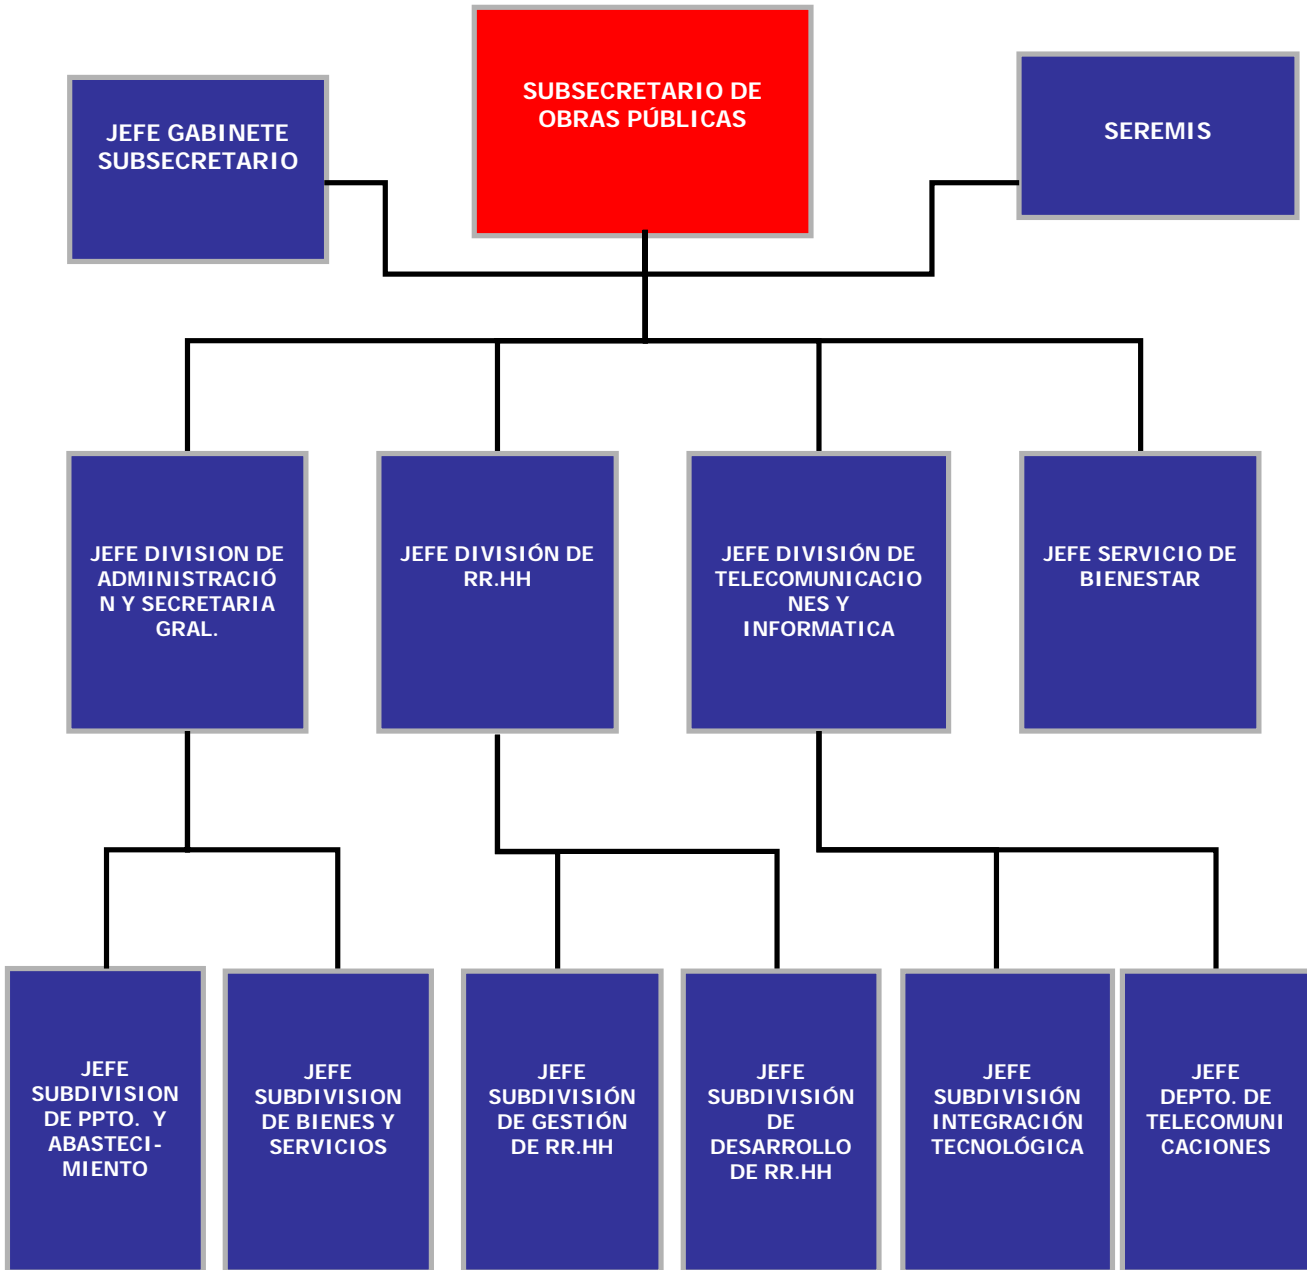 SUBSECRETARIO DE
OBRAS PÚBLICAS
JEFE GABINETE
SUBSECRETARIO
SEREMIS
JEFE DIVISION DE
ADMINISTRACIÓ
N Y SECRETARIA
GRAL.
JEFE DIVISIÓN DE
RR.HH
JEFE DIVISIÓN DE
TELECOMUNICACIO
NES Y
INFORMATICA
JEFE SERVICIO DE
BIENESTAR
JEFE
SUBDIVISION
DE PPTO. Y
ABASTECI-
MIENTO
JEFE
SUBDIVISION
DE BIENES Y
SERVICIOS
JEFE
SUBDIVISIÓN
DE GESTIÓN
DE RR.HH
JEFE
SUBDIVISIÓN
DE
DESARROLLO
DE RR.HH
JEFE
SUBDIVISIÓN
INTEGRACIÓN
TECNOLÓGICA
JEFE
DEPTO. DE
TELECOMUNI
CACIONES